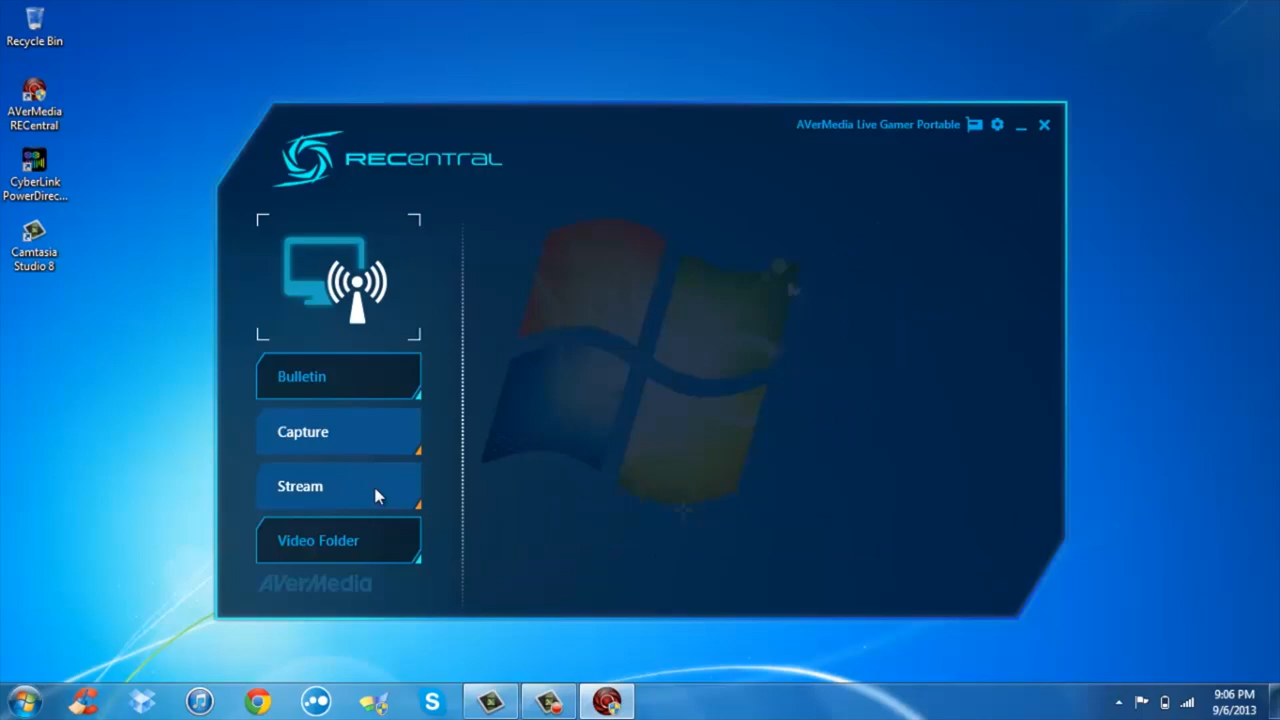 Recycle Bin
AVerMedia
RECentral
CyberLink
PowerDirec...
Camtasia
Studio 8
AVerMedia Live Gamer Portable
RECENTRAL
Bulletin
Capture
Stream
Video Folder
AVerMedia
S
9:06 PM
9/6/2013